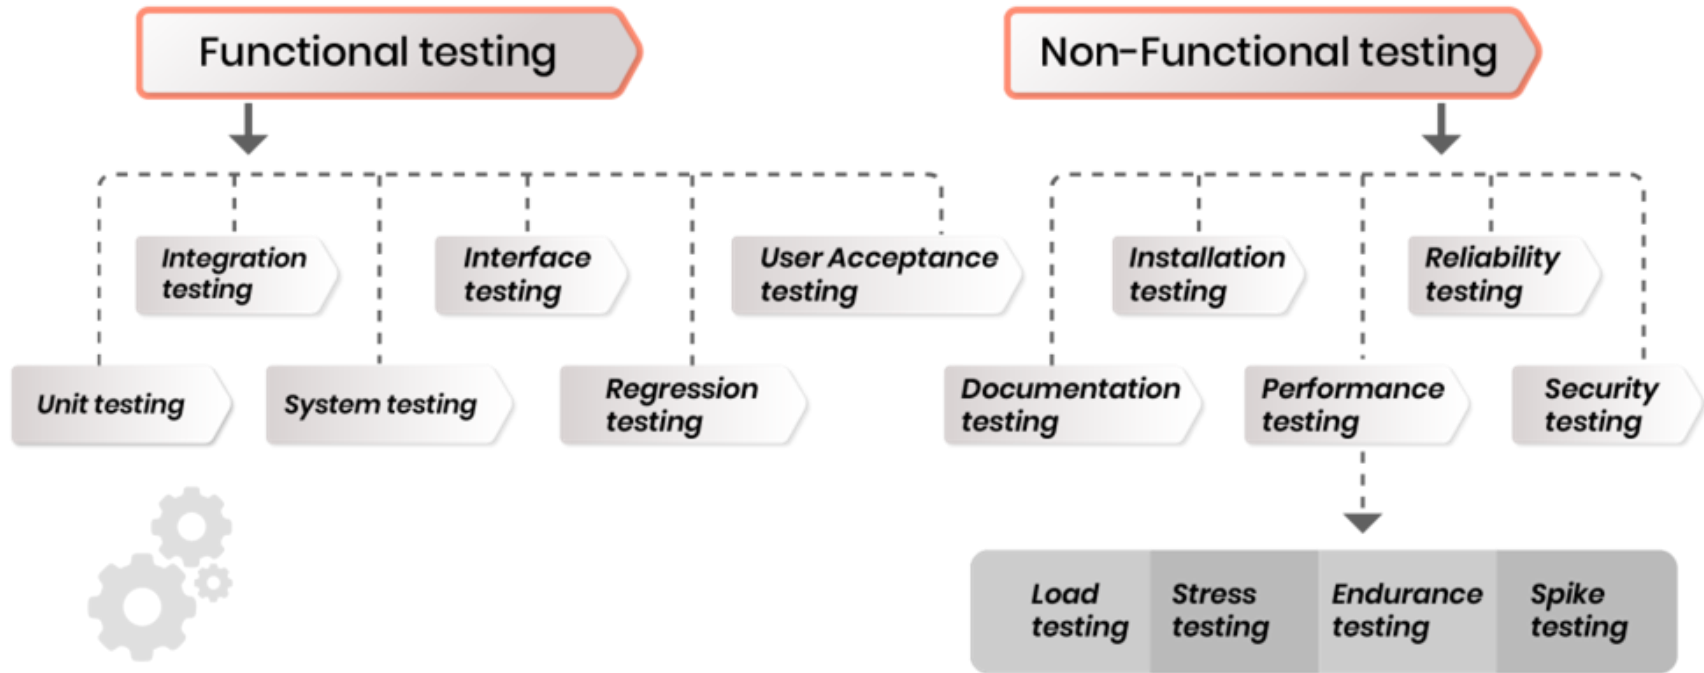 Functional testing
Non-Functional testing
Integration
testing
Interface
testing
User Acceptance
testing
Installation
testing
Reliability
testing
Unit testing
System testing
Regression
testing
Documentation
testing
Performance
testing
Security
testing
Load
testing
Stress
testing
Endurance
testing
Spike
testing